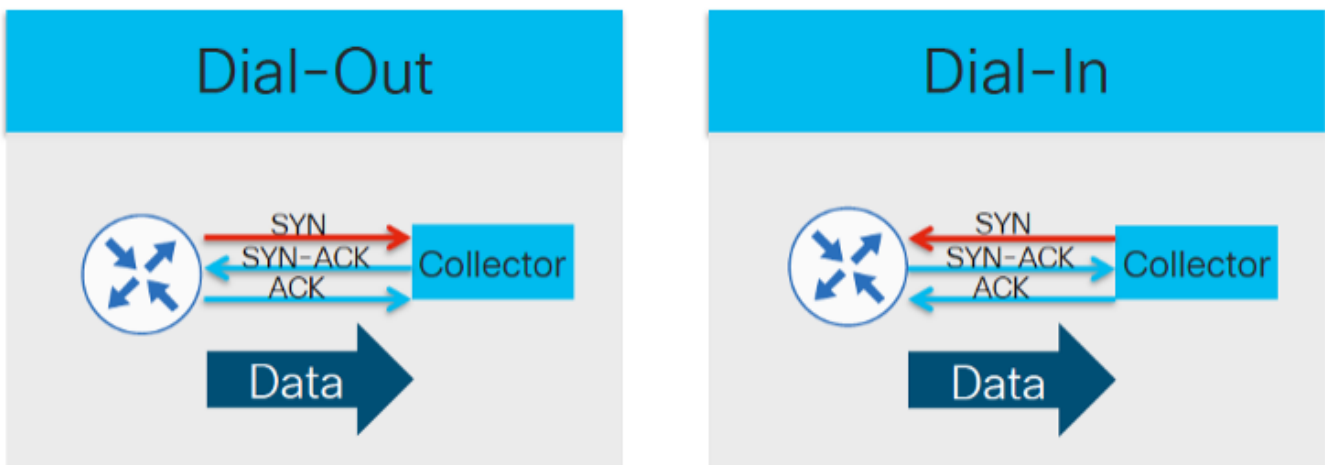 Dial-Out
SYN
SYN-ACK
ACK
Collector
Data
Dial-In
SYN
SYN-ACK
ACK
Collector
Data